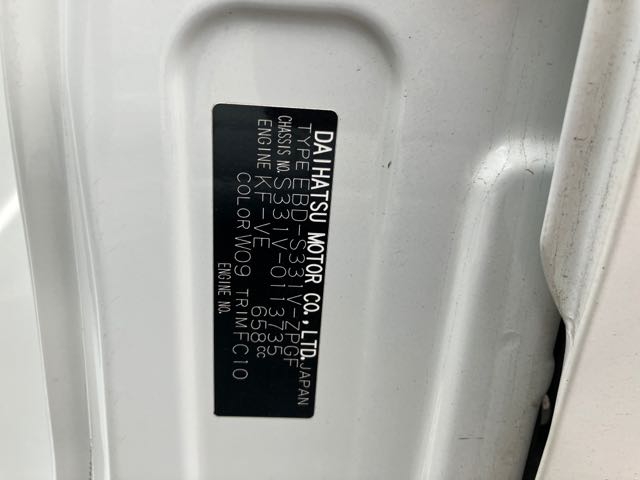 DAIHATSU MOTOR CO., LTD. JAPAN
TYPE EBD-S331V-ZPGF
CHASSIS NO. S331V-0113735
ENGINE KF-VE 658cc
COLOR W09 TRIM FC10
ENGINE NO.